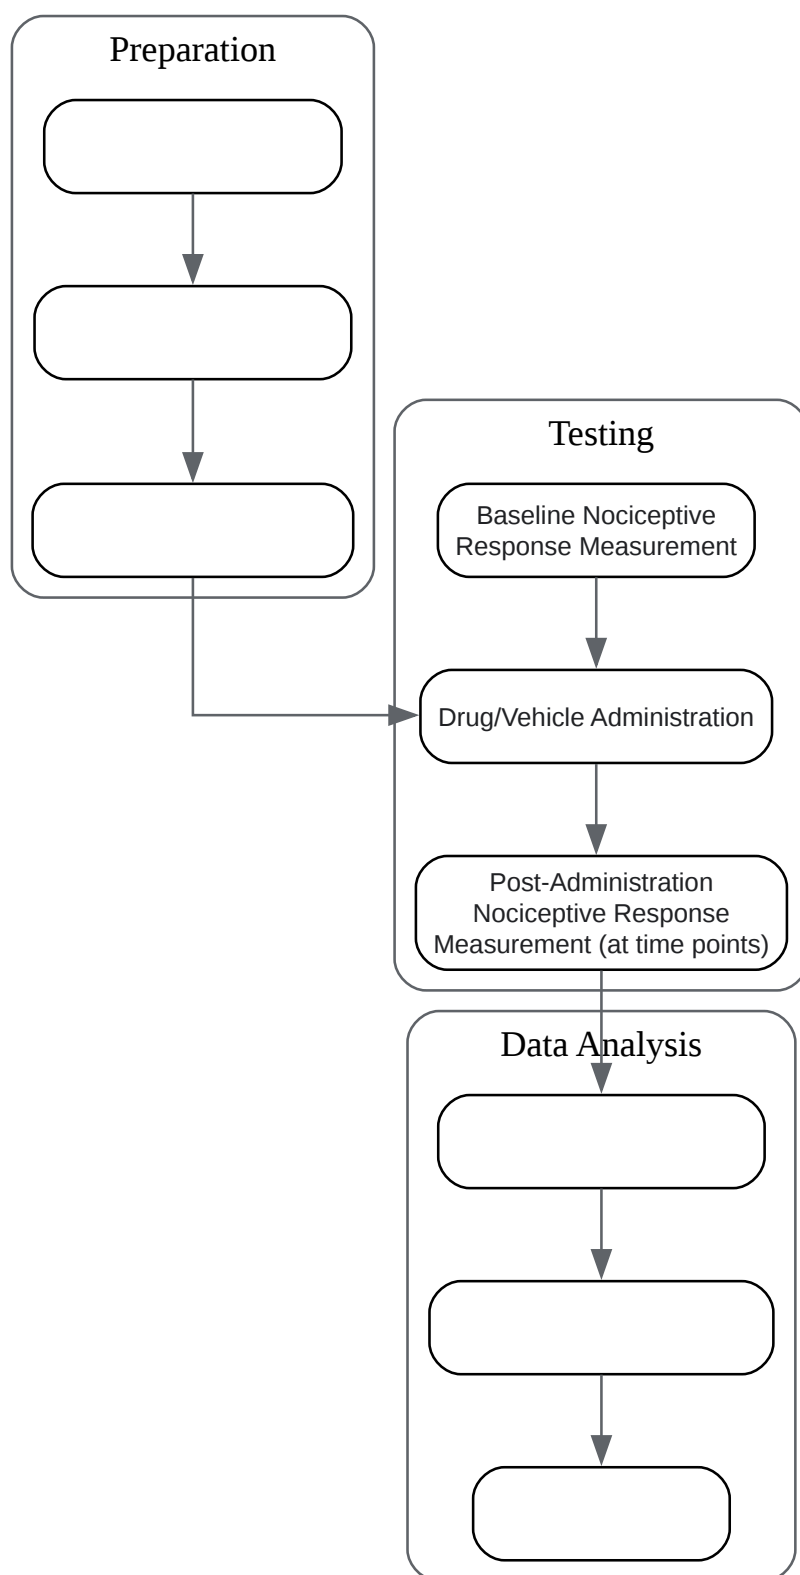 Preparation
Testing
Baseline Nociceptive
Response Measurement
Drug/Vehicle Administration
Post-Administration
Nociceptive Response
Measurement (at time points)
Data Analysis